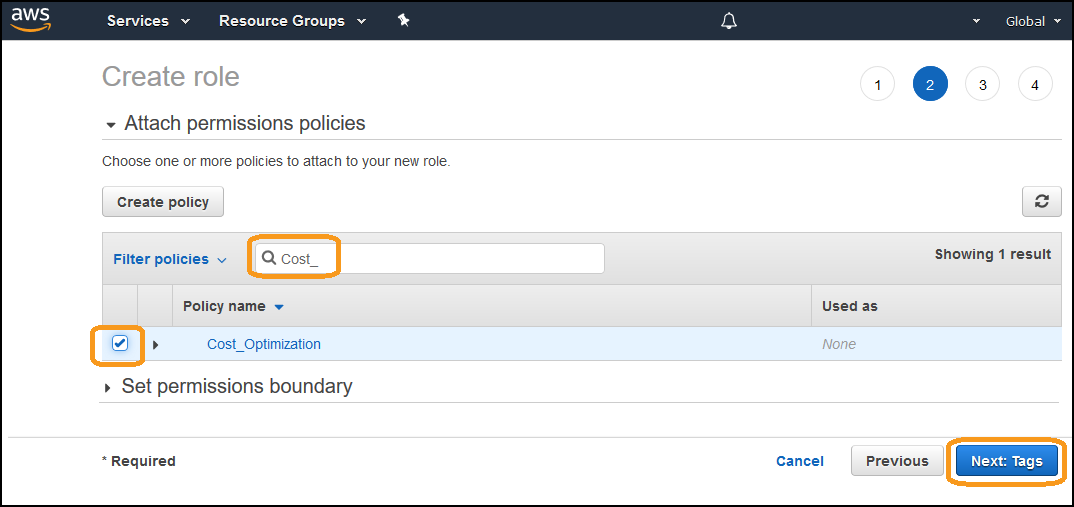 aws Services Resource Groups Global
Create role
1 2 3 4
Attach permissions policies
Choose one or more policies to attach to your new role.
Create policy
Filter policies Cost_ Showing 1 result
Policy name Used as
Cost_Optimization None
Set permissions boundary
* Required Cancel Previous Next: Tags